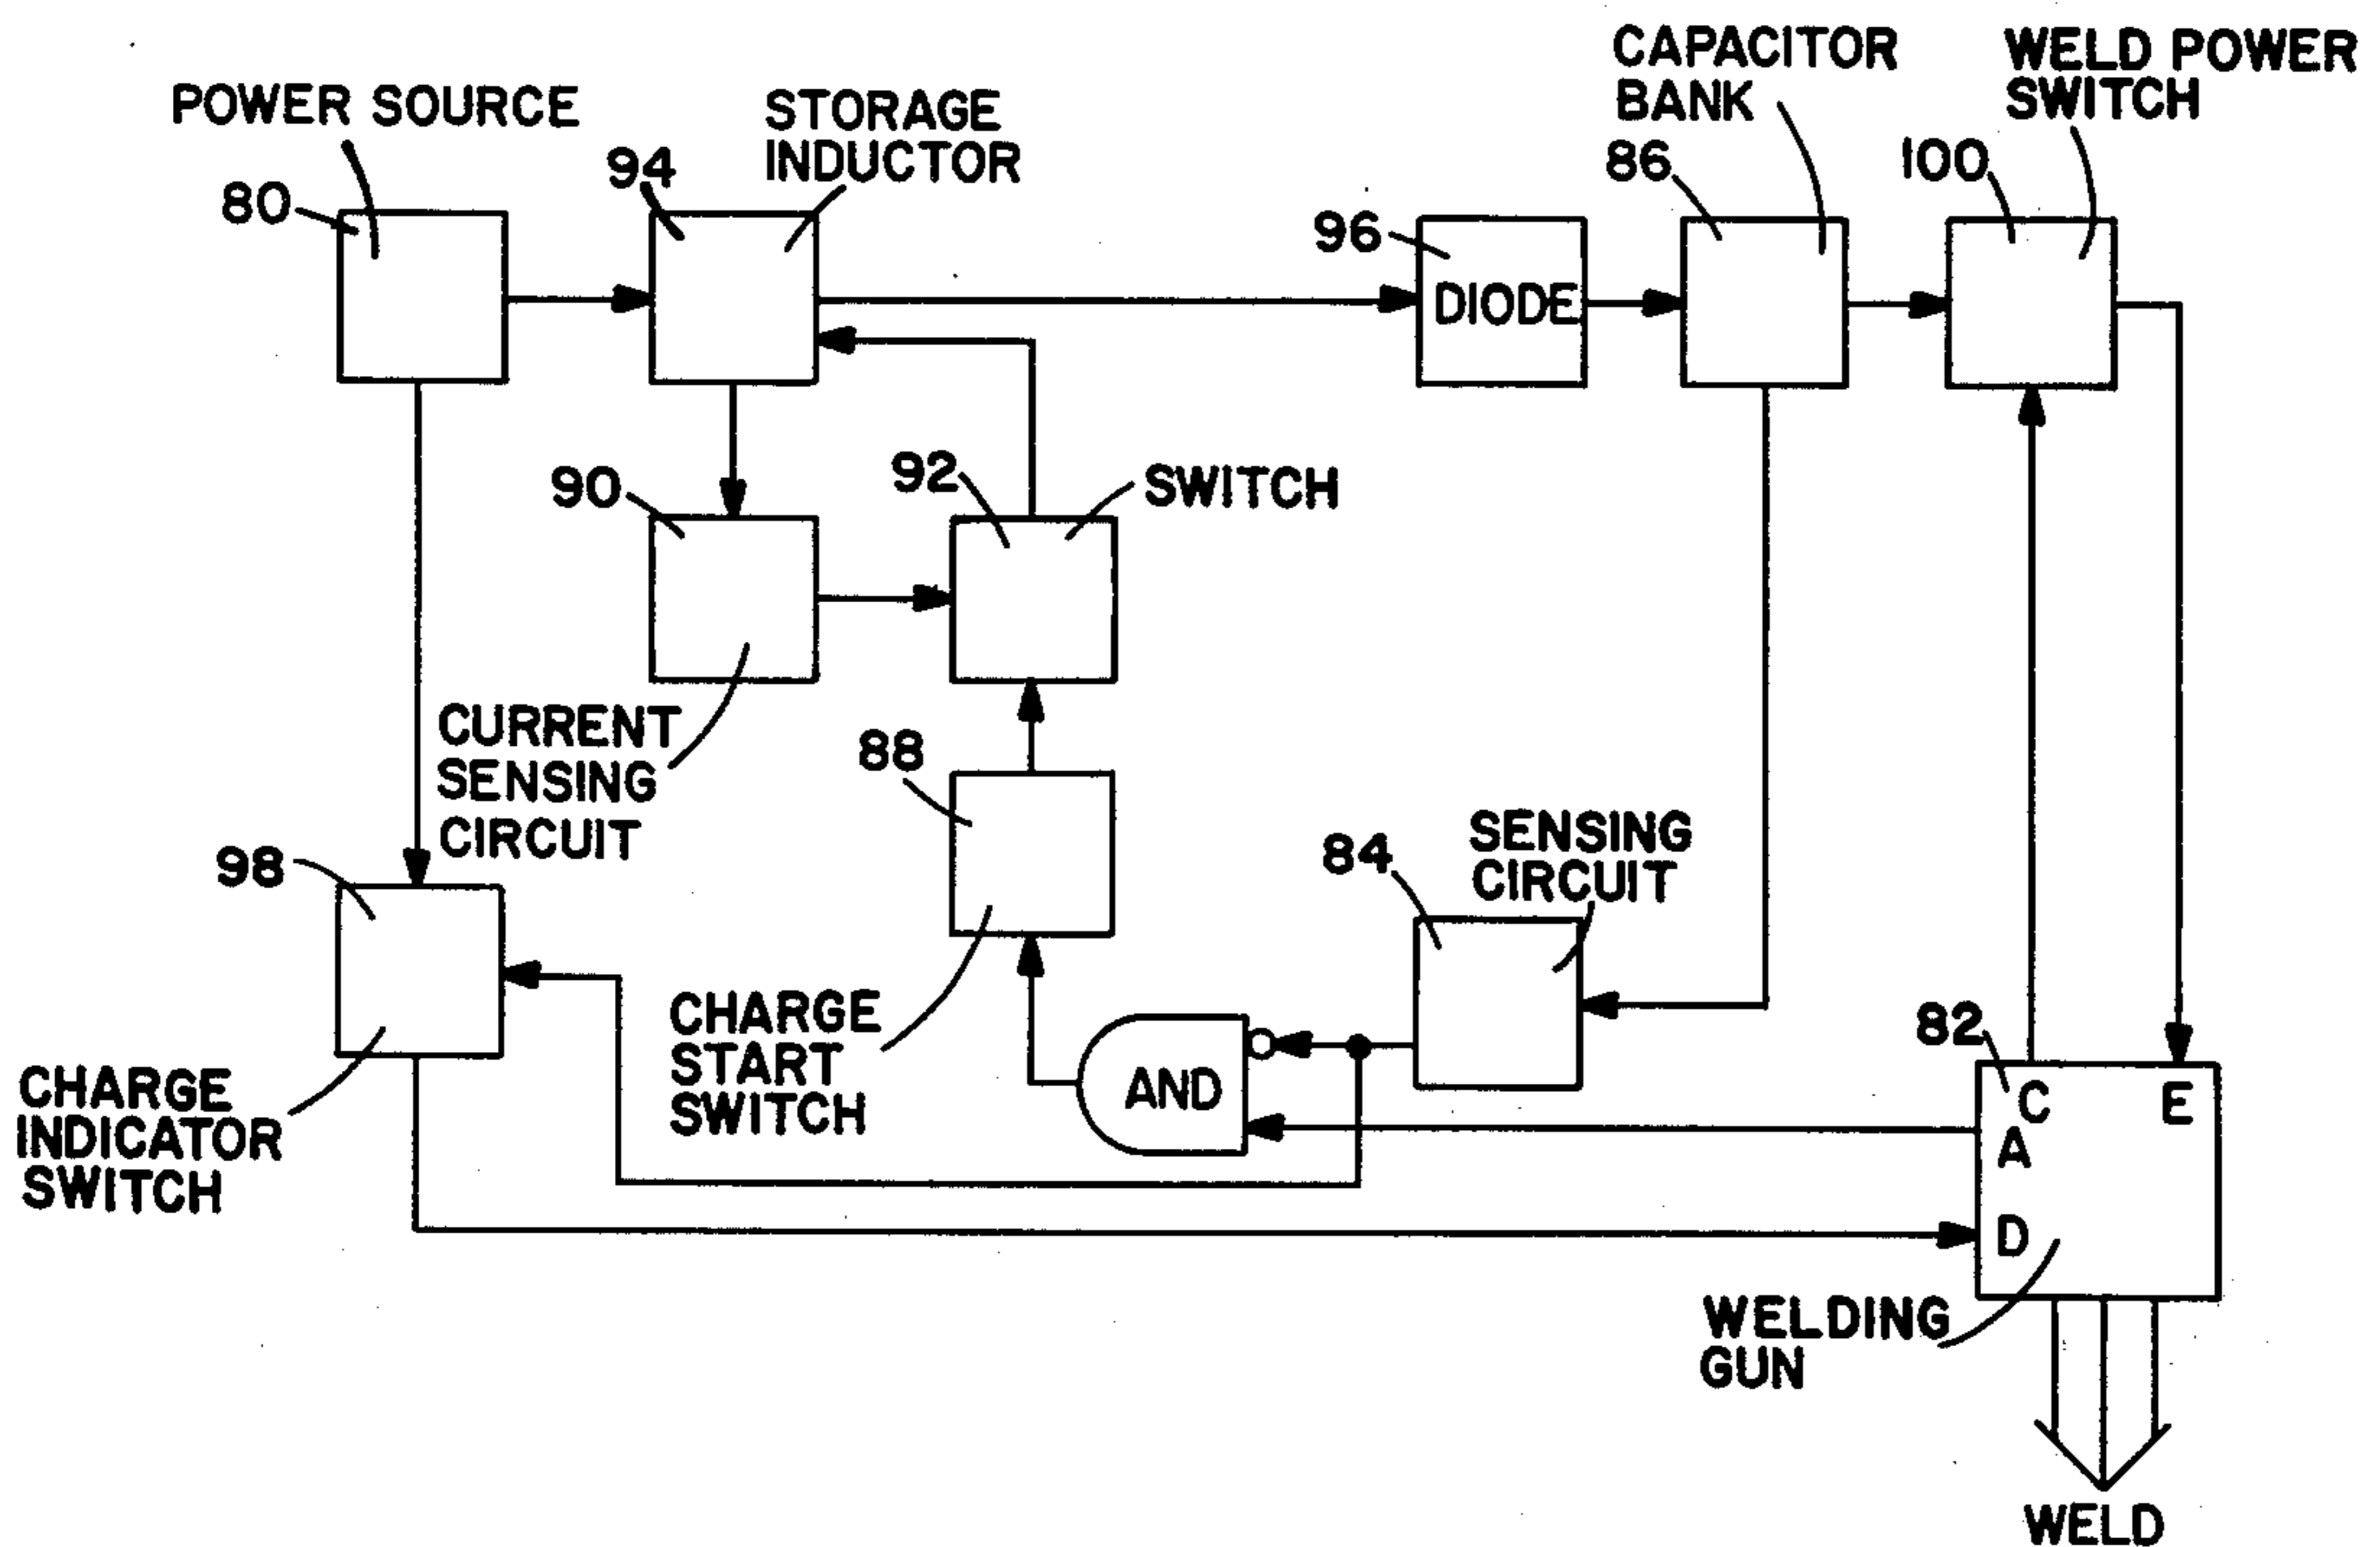 POWER SOURCE
80
94
STORAGE
INDUCTOR
CAPACITOR
BANK
86
WELD POWER
SWITCH
100
96
DIODE
90
92
SWITCH
CURRENT
SENSING
CIRCUIT
88
98
84
SENSING
CIRCUIT
CHARGE
START
SWITCH
CHARGE
INDICATOR
SWITCH
AND
82
C
E
A
D
WELDING
GUN
WELD